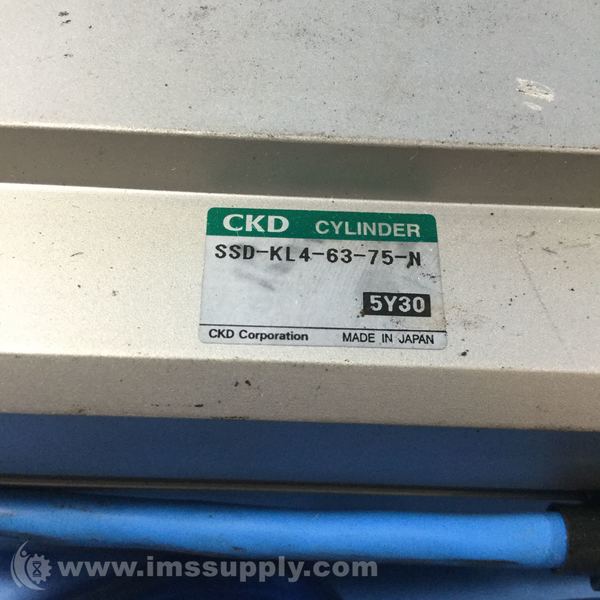 CKD CYLINDER
SSD-KL4-63-75-N
5Y30
CKD Corporation MADE IN JAPAN
www.imssupply.com